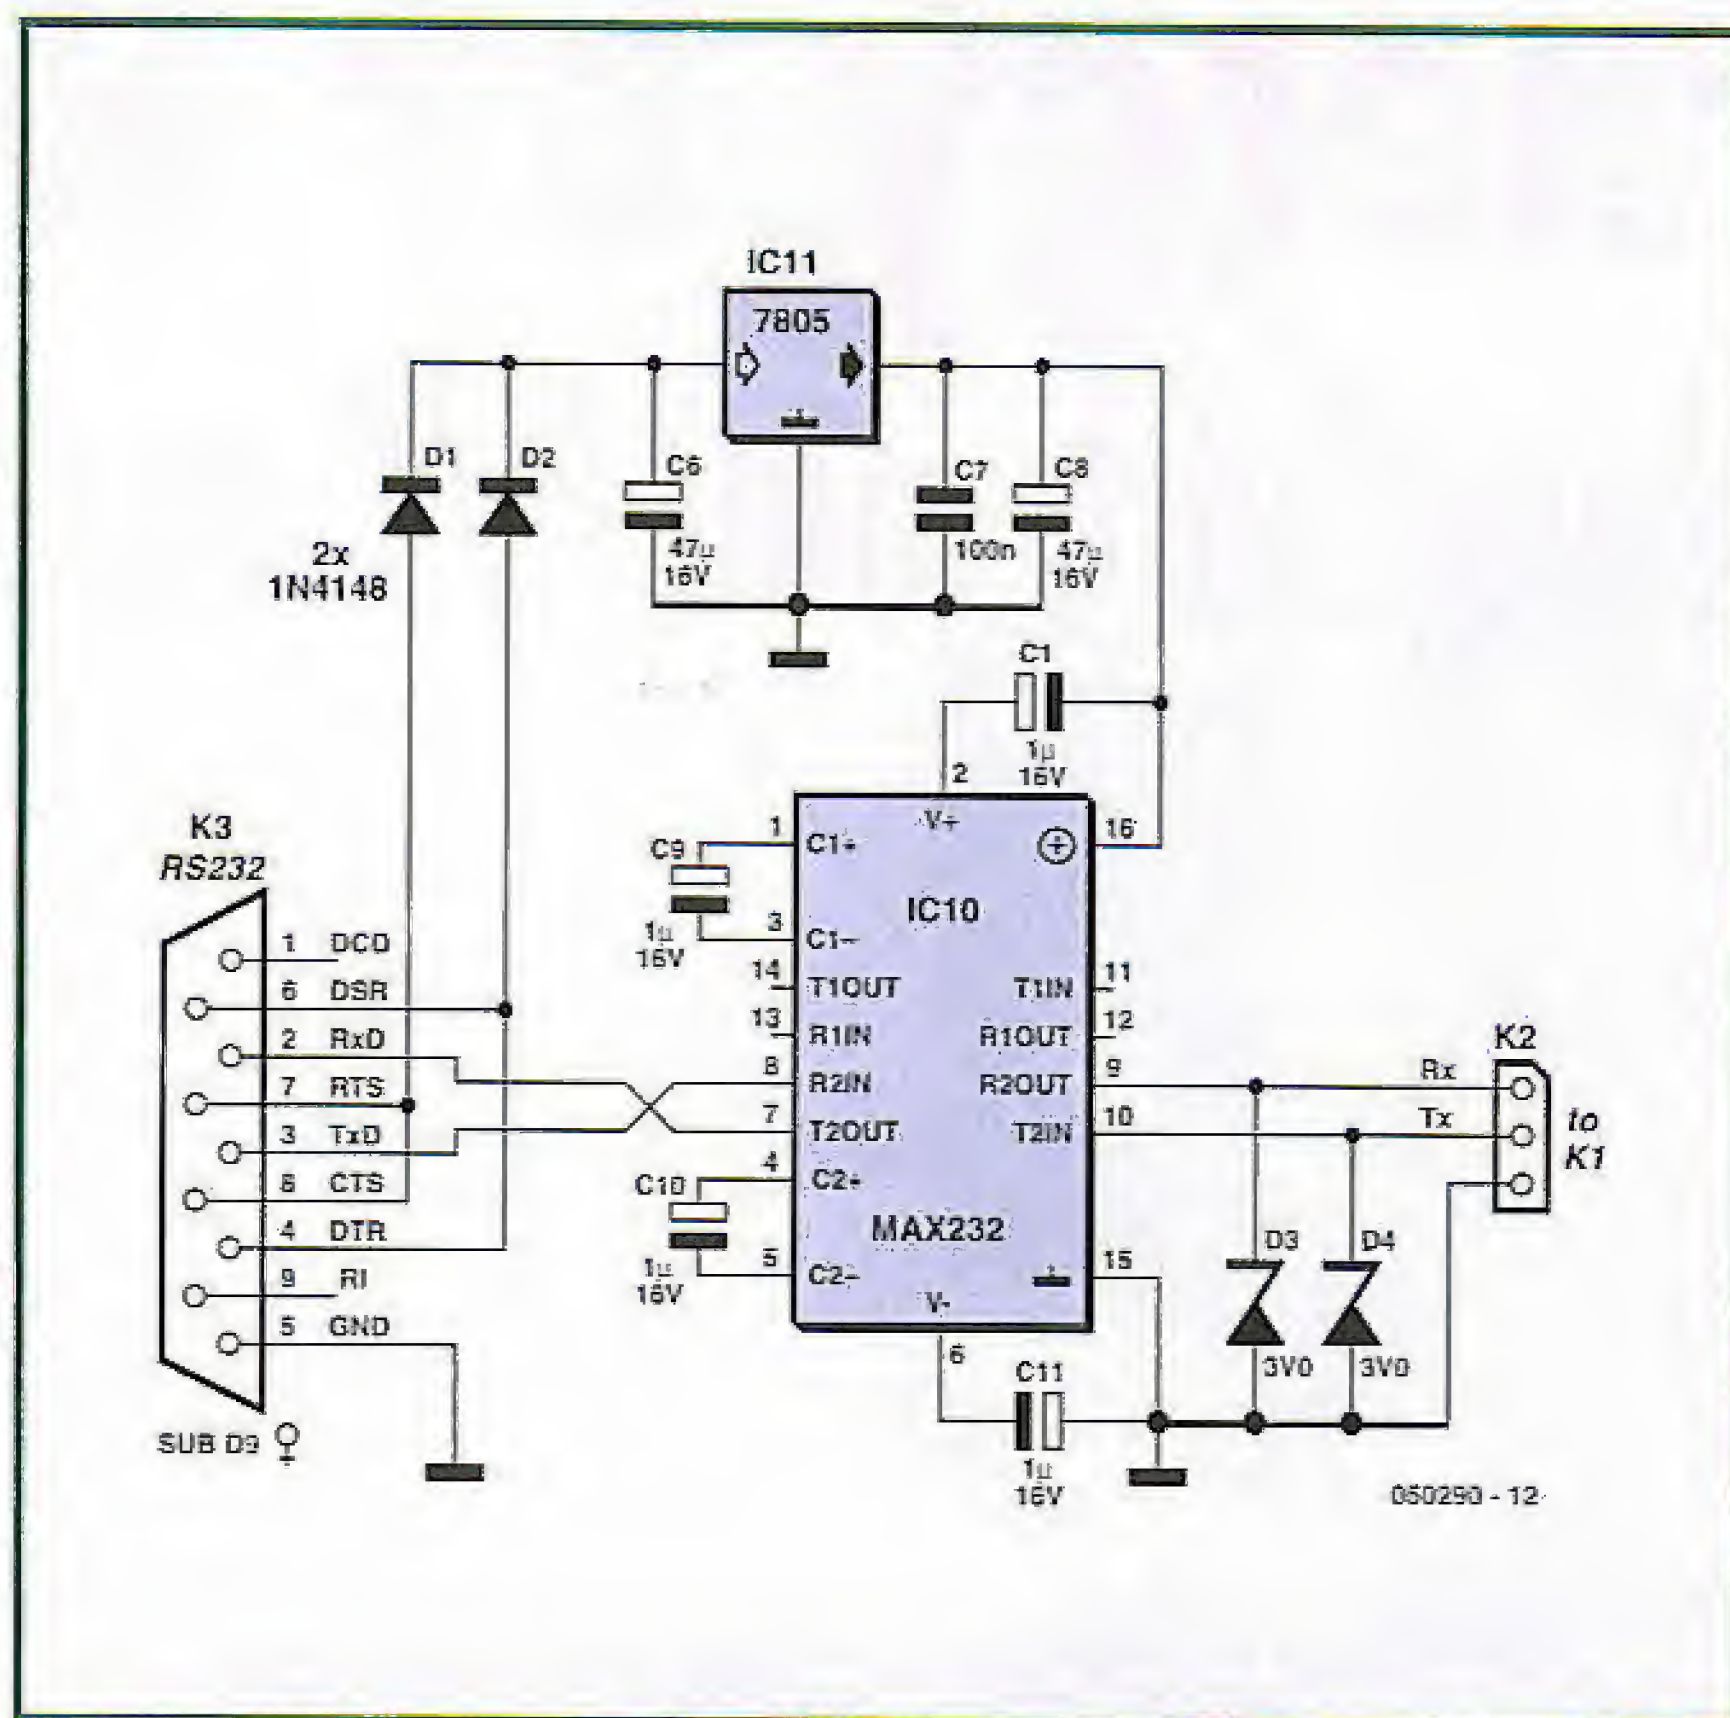 IC11
7805
D1
D2
2x
1N4148
C6
47µ
16V
C7
100n
C8
47µ
16V
C1
1µ
16V
K3
RS232
1 DCD
6 DSR
2 RxD
7 RTS
3 TxD
8 CTS
4 DTR
9 RI
5 GND
SUB D9
C9
1µ
16V
C10
1µ
16V
2
V+
1
C1+
16
IC10
3
C1–
14
T1OUT
T1IN
11
13
R1IN
R1OUT
12
8
R2IN
R2OUT
9
7
T2OUT
T2IN
10
4
C2+
MAX232
5
C2–
15
V-
6
C11
1µ
16V
K2
Rx
Tx
to
K1
D3
3V0
D4
3V0
050290 - 12